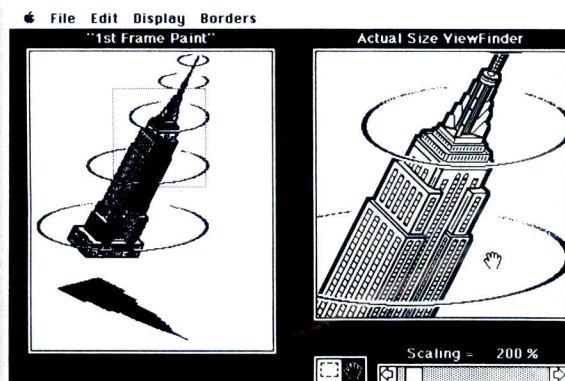 File Edit Display Borders
"1st Frame Paint"
Actual Size ViewFinder
Scaling = 200 %